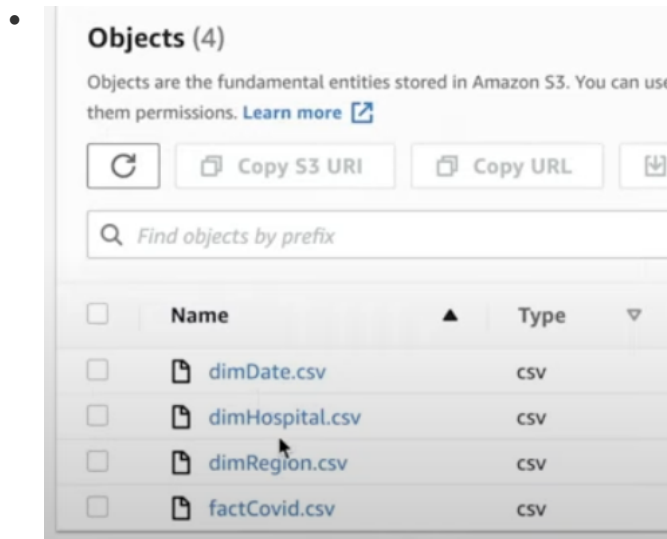 Objects (4)
Objects are the fundamental entities stored in Amazon S3. You can use
them permissions. Learn more
Copy S3 URI Copy URL
Find objects by prefix
Name Type
dimDate.csv csv
dimHospital.csv csv
dimRegion.csv csv
factCovid.csv csv